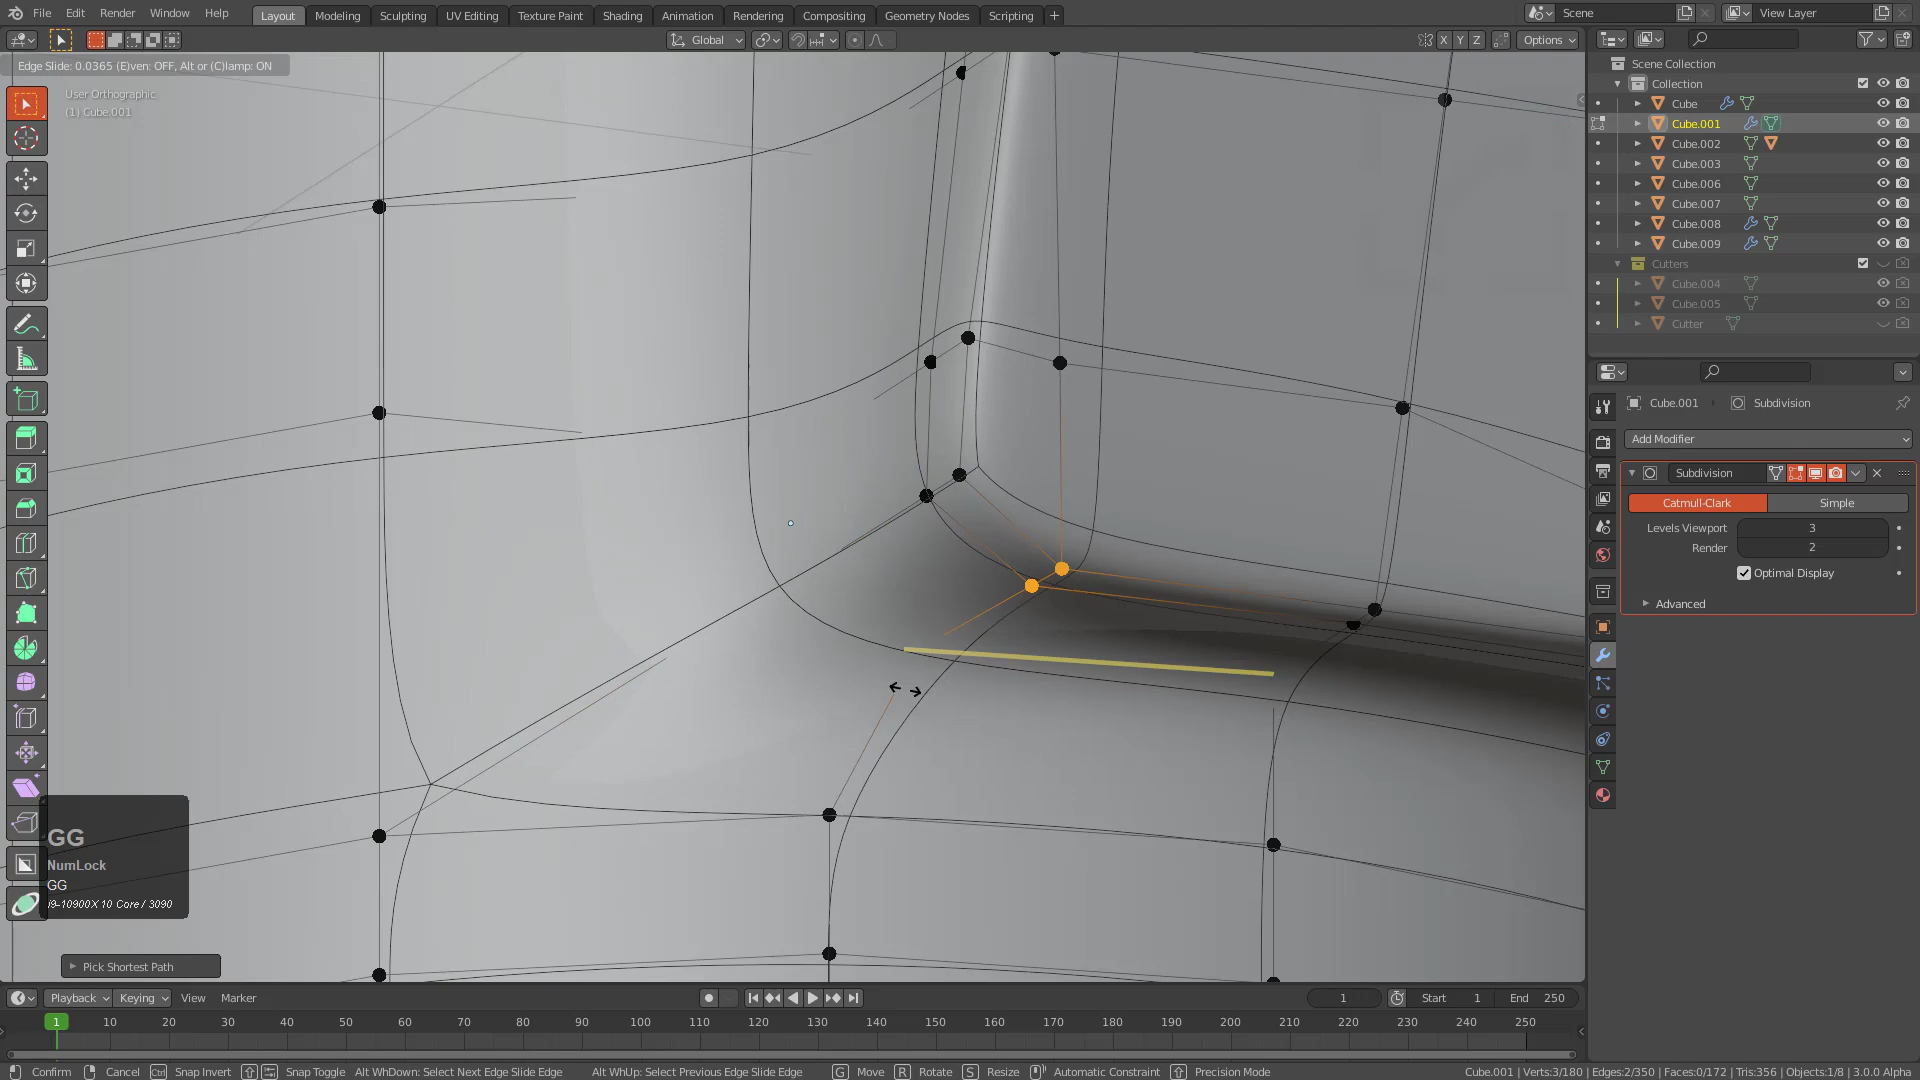 File Edit Render Window Help Layout Modeling Sculpting UV Editing Texture Paint Shading Animation Rendering Compositing Geometry Nodes Scripting + Scene View Layer
Global X Y Z Options
Edge Slide: 0.0365 (E)ven: OFF, Alt or (C)lamp: ON
User Orthographic
(1) Cube.001
Scene Collection
Collection
Cube
Cube.001
Cube.002
Cube.003
Cube.006
Cube.007
Cube.008
Cube.009
Cutters
Cube.004
Cube.005
Cutter
Cube.001 Subdivision
Add Modifier
Subdivision
Catmull-Clark Simple
Levels Viewport 3
Render 2
Optimal Display
Advanced
GG
NumLock
GG
i9-10900X 10 Core / 3090
Pick Shortest Path
Playback Keying View Marker 1 Start 1 End 250
1 10 20 30 40 50 60 70 80 90 100 110 120 130 140 150 160 170 180 190 200 210 220 230 240 250
Confirm Cancel Ctrl Snap Invert Snap Toggle Alt WhDown: Select Next Edge Slide Edge Alt WhUp: Select Previous Edge Slide Edge G Move R Rotate S Resize Automatic Constraint Precision Mode Cube.001 | Verts:3/180 | Edges:2/350 | Faces:0/172 | Tris:356 | Objects:1/8 | 3.0.0 Alpha